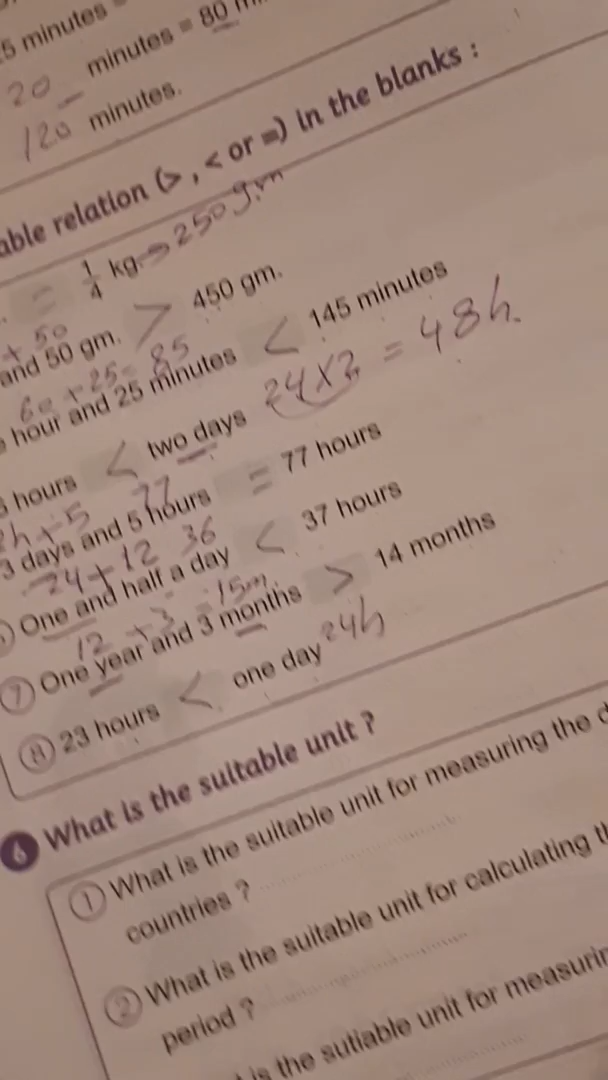 5 minutes =
20 minutes = 80
120 minutes.
able relation (> , < or =) in the blanks :
= 1/4 kg. → 250 gm
+ 50
and 50 gm. > 450 gm.
60 + 25 = 85
hour and 25 minutes < 145 minutes
hours < two days 24 x 2 = 48h.
h + 5 77
3 days and 5 hours = 77 hours
24 + 12 36
One and half a day < 37 hours
12 + 3 = 15m.
7 One year and 3 months > 14 months
8 23 hours < one day 24h
6 What is the suitable unit ?
1 What is the suitable unit for measuring the d
countries ?
2 What is the suitable unit for calculating th
period ?
is the sutiable unit for measurin